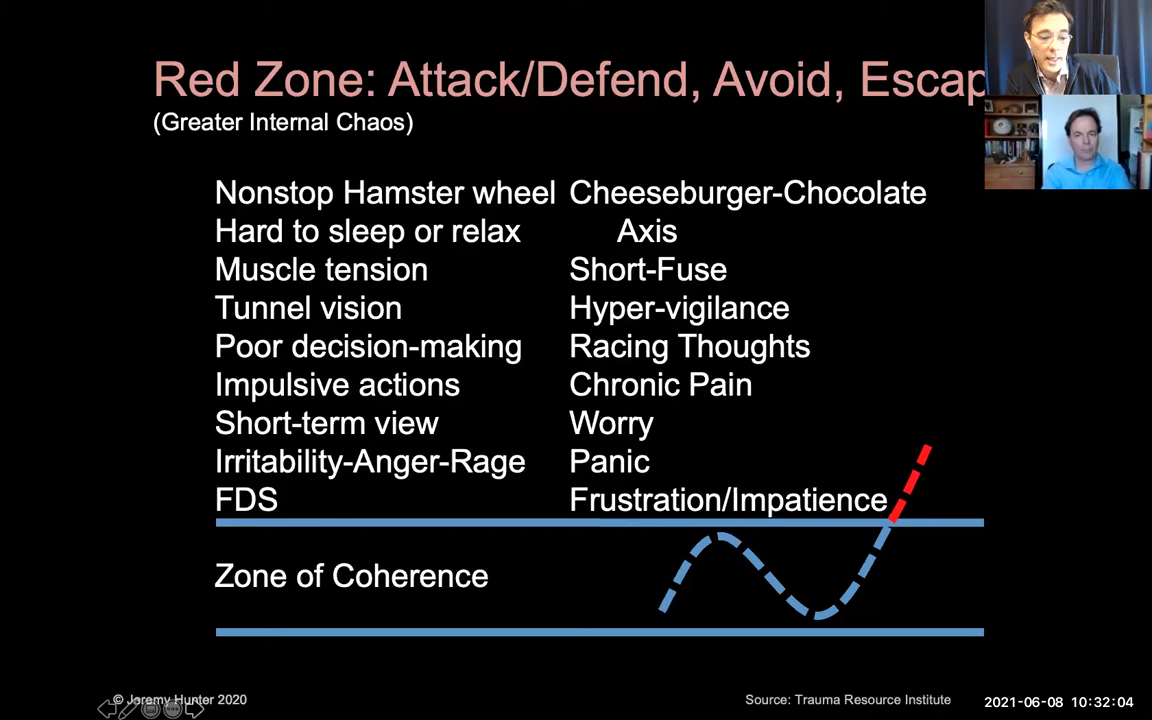 Red Zone: Attack/Defend, Avoid, Escap
(Greater Internal Chaos)
Nonstop Hamster wheel
Hard to sleep or relax
Muscle tension
Tunnel vision
Poor decision-making
Impulsive actions
Short-term view
Irritability-Anger-Rage
FDS
Cheeseburger-Chocolate
Axis
Short-Fuse
Hyper-vigilance
Racing Thoughts
Chronic Pain
Worry
Panic
Frustration/Impatience
Zone of Coherence
© Jeremy Hunter 2020
Source: Trauma Resource Institute
2021-06-08 10:32:04